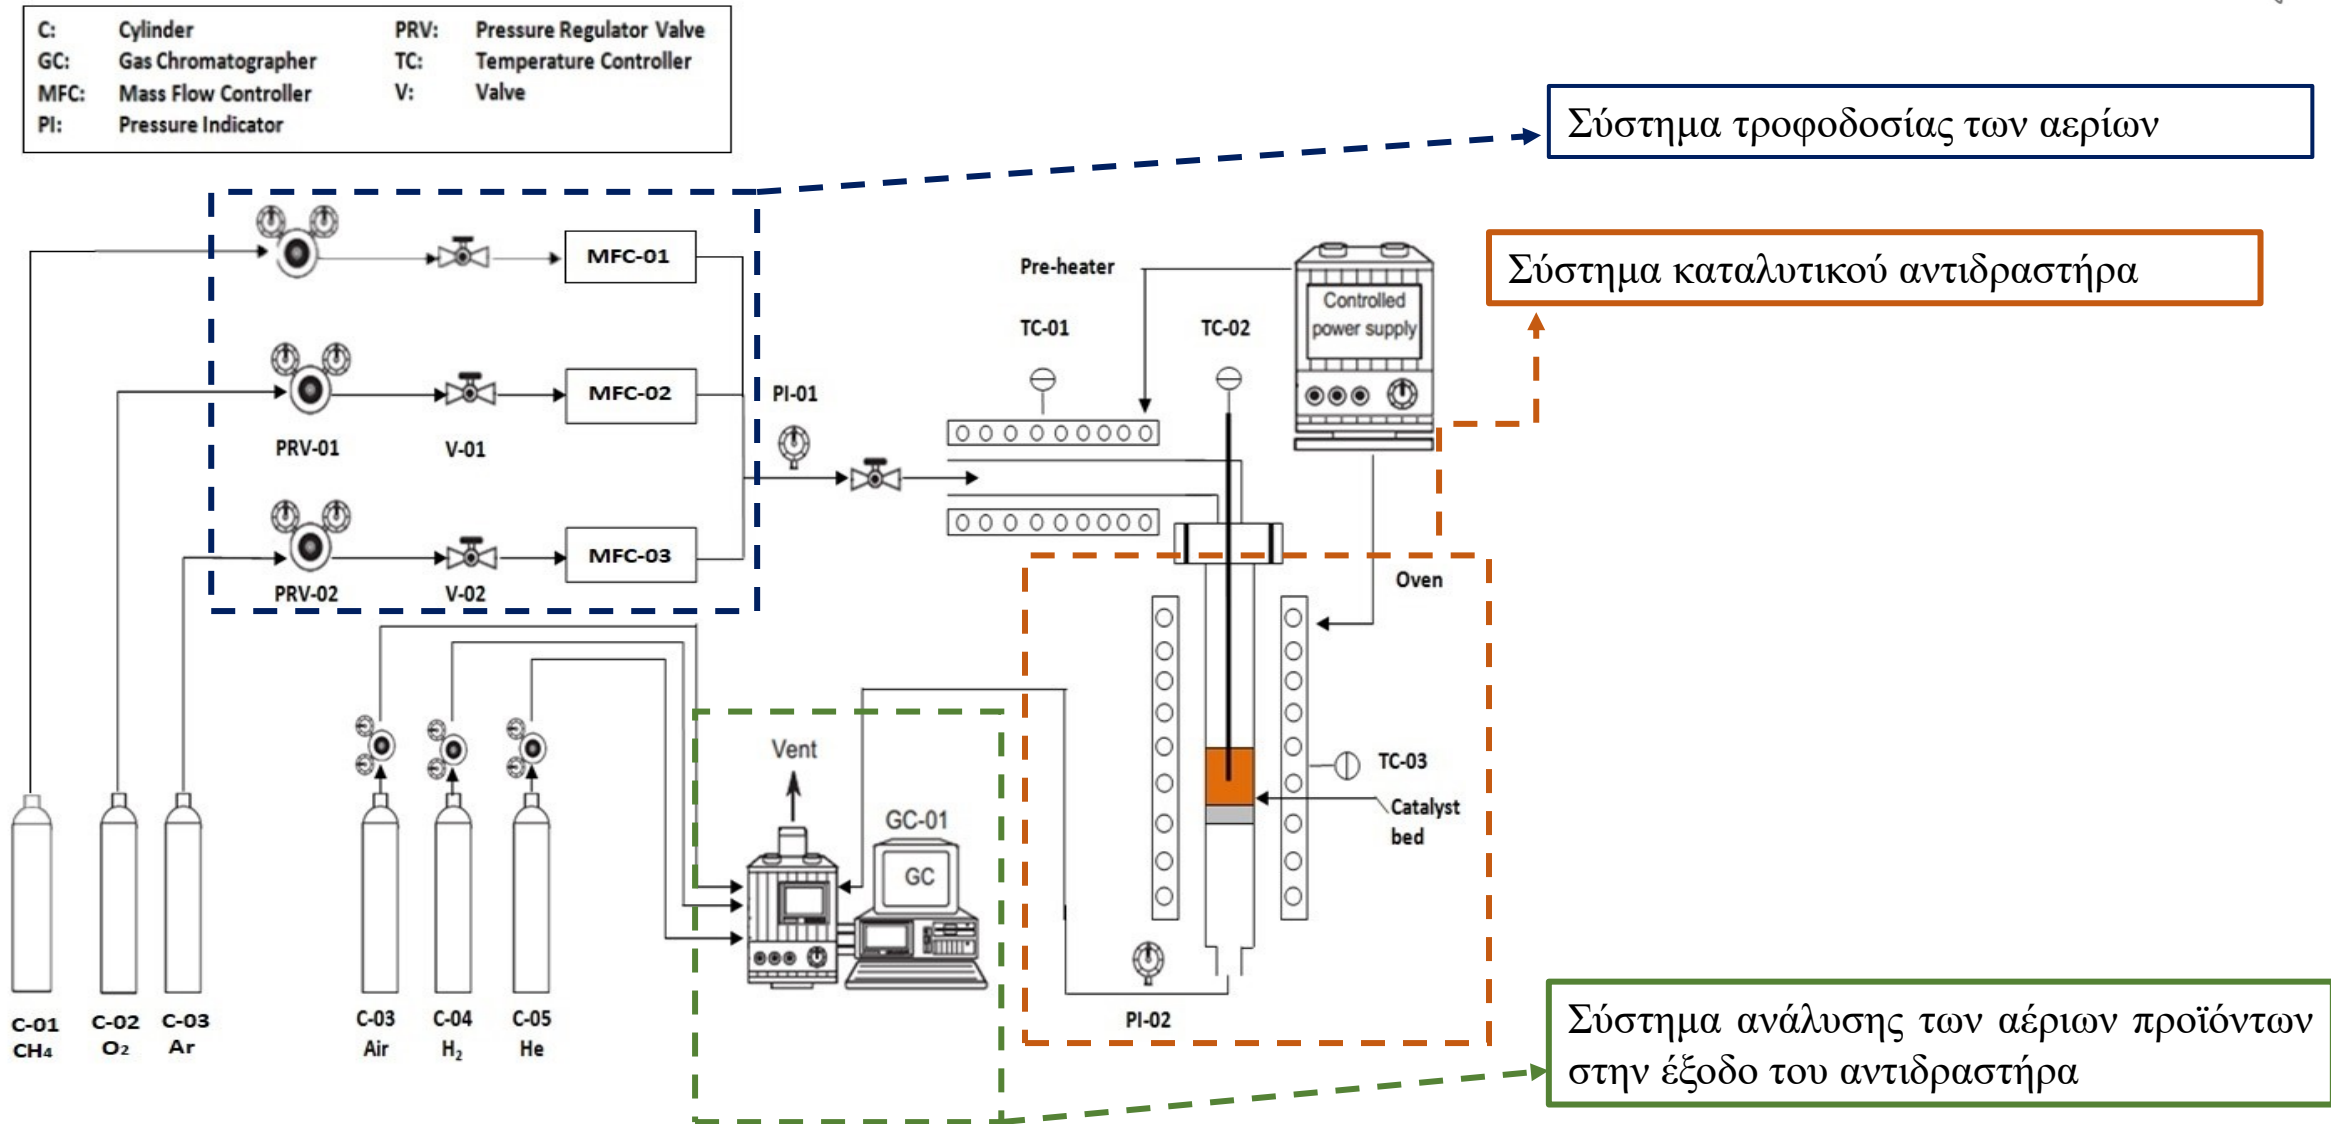 C: Cylinder PRV: Pressure Regulator Valve
GC: Gas Chromatographer TC: Temperature Controller
MFC: Mass Flow Controller V: Valve
PI: Pressure Indicator
Σύστημα τροφοδοσίας των αερίων
Σύστημα καταλυτικού αντιδραστήρα
MFC-01
Pre-heater
Controlled
power supply
TC-01
TC-02
MFC-02
PI-01
PRV-01
V-01
MFC-03
PRV-02
V-02
Oven
Vent
TC-03
Catalyst
bed
GC-01
GC
C-01
CH4
C-02
O2
C-03
Ar
C-03
Air
C-04
H2
C-05
He
PI-02
Σύστημα ανάλυσης των αέριων προϊόντων
στην έξοδο του αντιδραστήρα